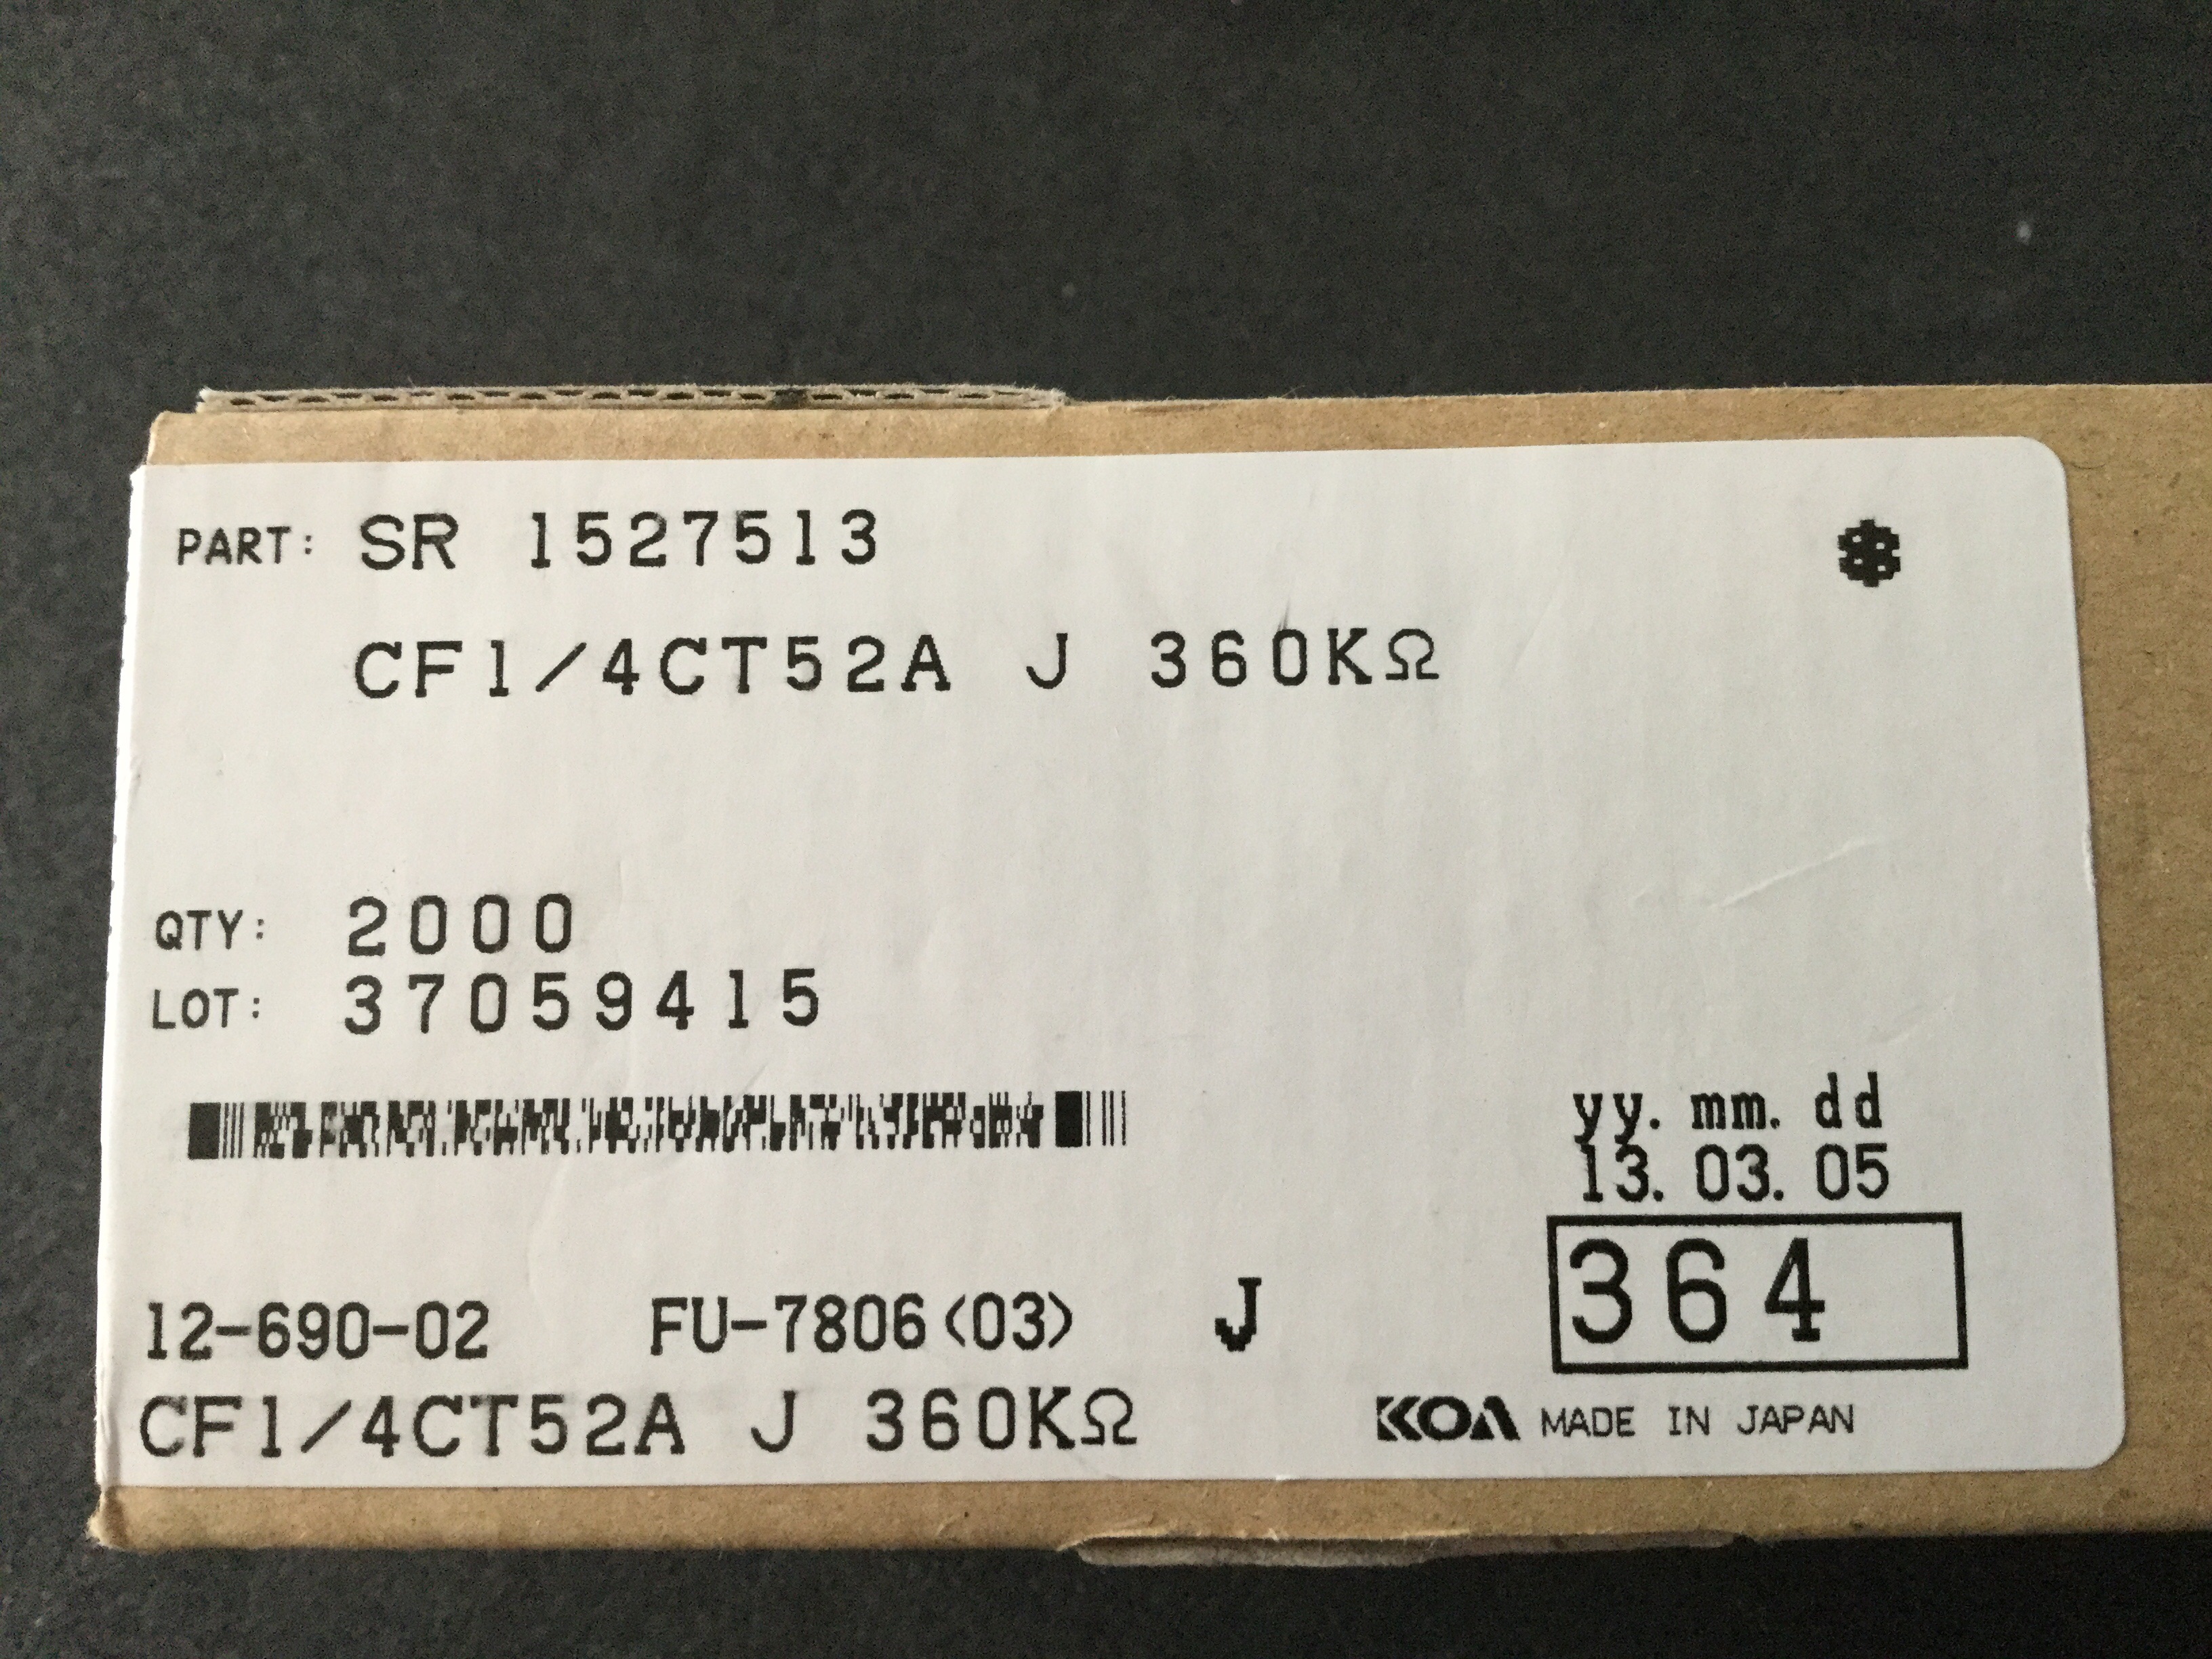 PART: SR 1527513
CF1/4CT52A J 360KΩ
QTY: 2000
LOT: 37059415
yy. mm. dd
13. 03. 05
364
12-690-02 FU-7806<03> J
CF1/4CT52A J 360KΩ
KOA MADE IN JAPAN